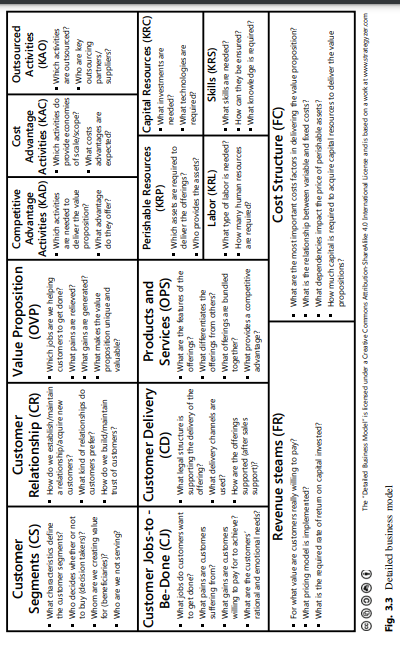 Customer
Segments (CS)
What characteristics define
the customer segments?
Who decides whether or not
to buy (decision takers)?
Whom are we creating value
for (beneficiaries)?
Who are we not serving?
Customer
Relationship (CR)
How do we establish/maintain
a relationship/acquire new
customers?
What kind of relationships do
customers prefer?
How do we build/maintain
trust of customers?
Value Proposition
(OVP)
Which jobs are we helping
customers to get done?
What pains are relieved?
What gains are generated?
What makes the value
proposition unique and
valuable?
Competitive
Advantage
Activities (KAD)
Which activities
are needed to
deliver the value
proposition?
What advantage
do they offer?
Cost
Advantage
Activities (KAC)
Which activities do
provide economies
of scale/scope?
What costs
advantages are
expected?
Outsourced
Activities
(KAO)
Which activities
are outsourced?
Who are key
outsourcing
partners/
suppliers?
Customer Jobs-to -
Be-Done (CJ)
What jobs do customers want
to get done?
What pains are customers
suffering from?
What gains are customers
willing to pay for to achieve?
What are the customers'
rational and emotional needs?
Customer Delivery
(CD)
What legal structure is
supporting the delivery of the
offering?
What delivery channels are
used?
How are the offerings
supported (after sales
support)?
Products and
Services (OPS)
What are the features of the
offering?
What differentiates the
offerings from others?
What offerings are bundled
together?
What provides a competitive
advantage?
Perishable Resources
(KRP)
Which assets are required to
deliver the offerings?
Who provides the assets?
Capital Resources (KRC)
What investments are
needed?
What technologies are
required?
Labor (KRL)
What type of labor is needed?
How many human resources
are required?
Skills (KRS)
What skills are needed?
How can they be ensured?
What knowledge is required?
Revenue steams (FR)
For what value are customers really willing to pay?
What pricing model is implemented?
What is the required rate of return on capital invested?
Cost Structure (FC)
What are the most important costs factors in delivering the value proposition?
What is the relationship between variable and fixed costs?
What dependencies impact the price of perishable assets?
How much capital is required to acquire capital resources to deliver the value
propositions?
The "Detailed Business Model" is licensed under a Creative Commons Attribution-ShareAlike 4.0 International License and is based on a work at www.strategyzer.com
Fig. 3.3 Detailed business model